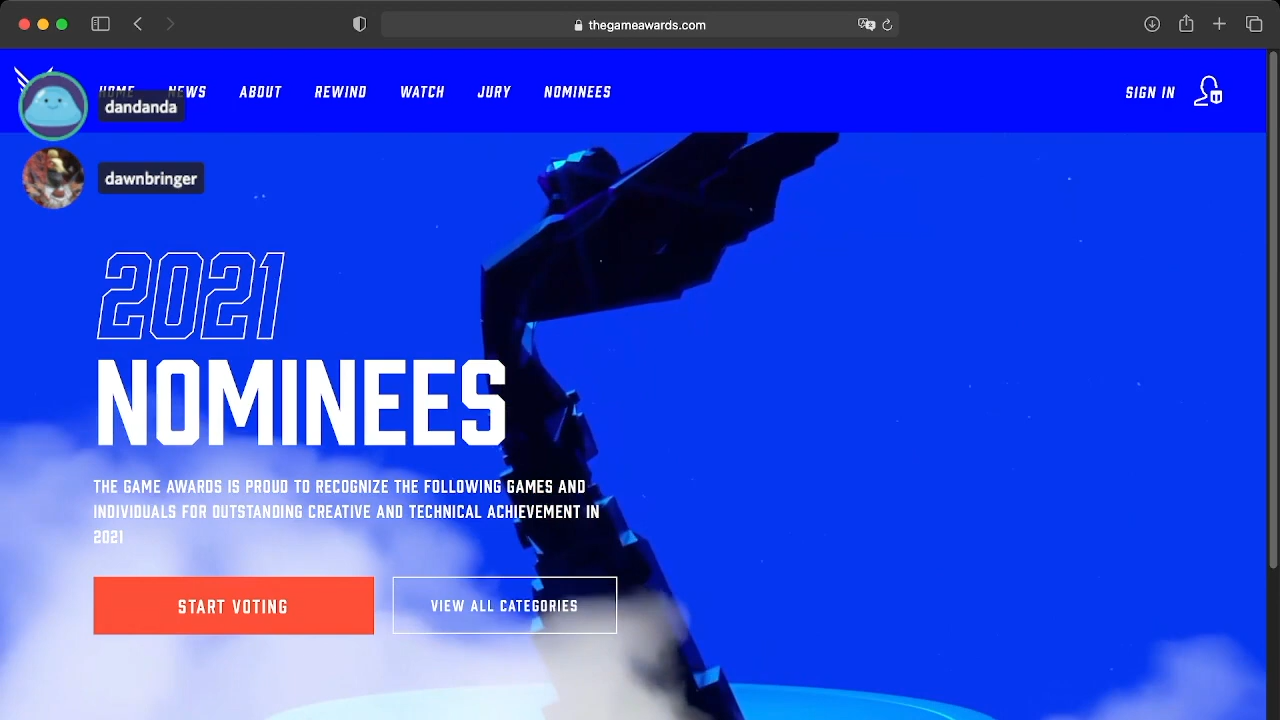 thegameawards.com
HOME NEWS ABOUT REWIND WATCH JURY NOMINEES
SIGN IN
dandanda
dawnbringer
2021
NOMINEES
THE GAME AWARDS IS PROUD TO RECOGNIZE THE FOLLOWING GAMES AND
INDIVIDUALS FOR OUTSTANDING CREATIVE AND TECHNICAL ACHIEVEMENT IN
2021
START VOTING
VIEW ALL CATEGORIES